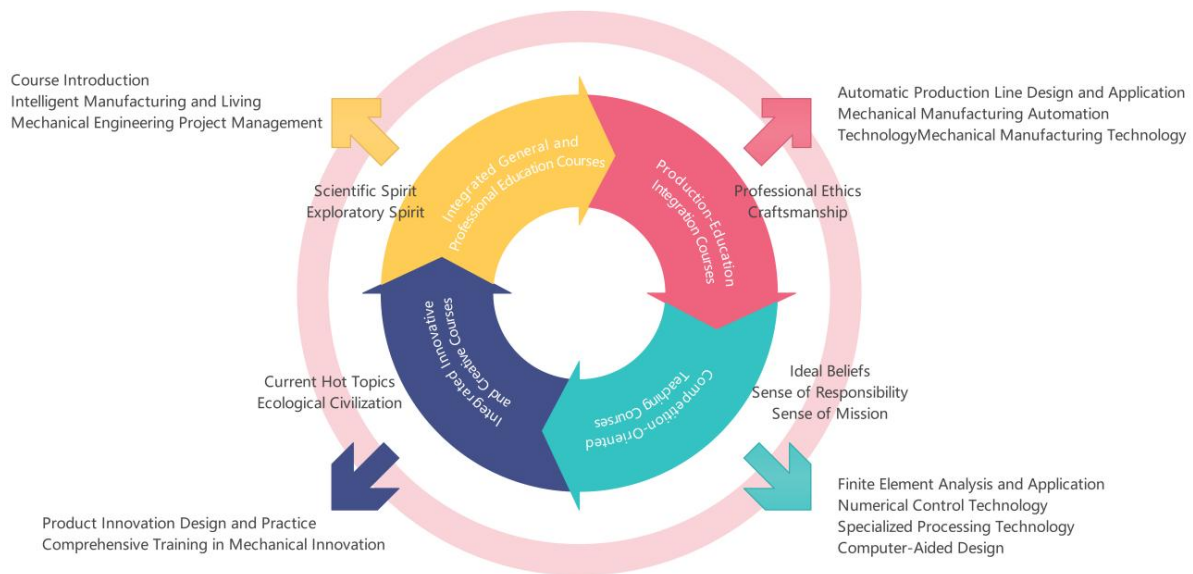 Course Introduction
Intelligent Manufacturing and Living
Mechanical Engineering Project Management
Automatic Production Line Design and Application
Mechanical Manufacturing Automation
TechnologyMechanical Manufacturing Technology
Scientific Spirit
Exploratory Spirit
Integrated General and
Professional Education Courses
Production-Education
Integration Courses
Professional Ethics
Craftsmanship
Current Hot Topics
Ecological Civilization
Integrated Innovative
and Creative Courses
Competition-Oriented
Teaching Courses
Ideal Beliefs
Sense of Responsibility
Sense of Mission
Product Innovation Design and Practice
Comprehensive Training in Mechanical Innovation
Finite Element Analysis and Application
Numerical Control Technology
Specialized Processing Technology
Computer-Aided Design